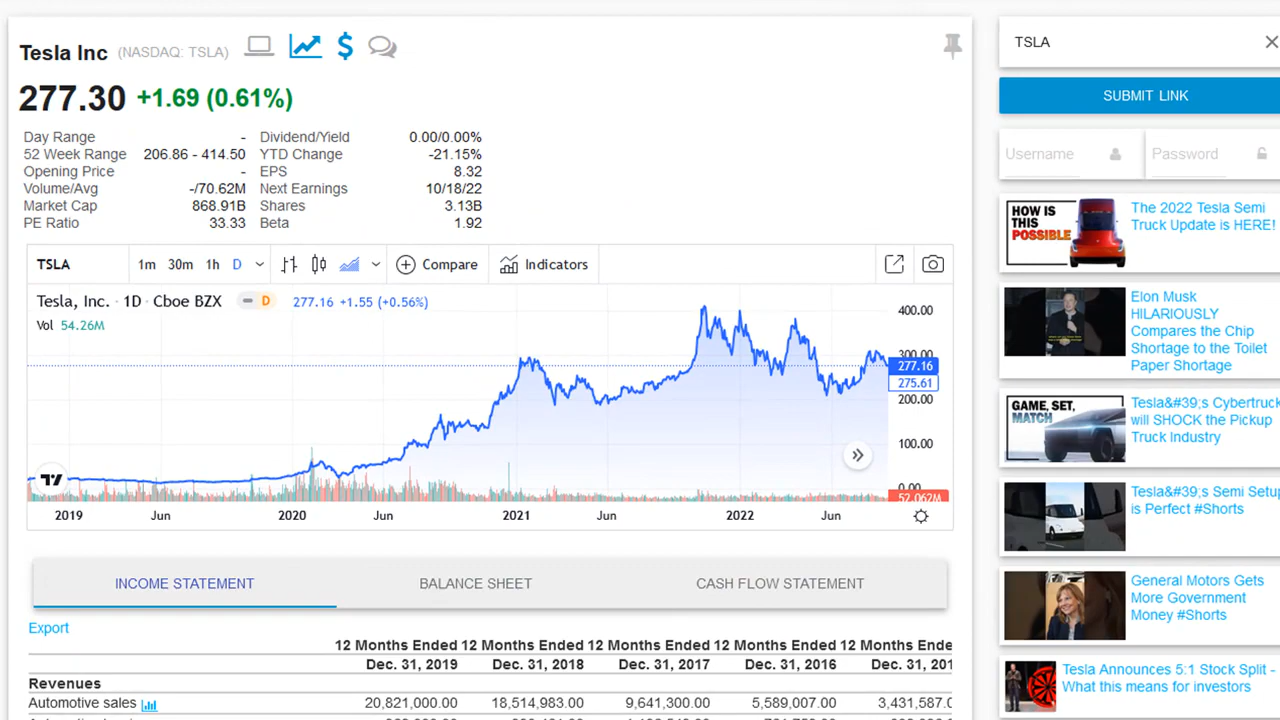 Tesla Inc (NASDAQ: TSLA)
277.30 +1.69 (0.61%)
Day Range - Dividend/Yield 0.00/0.00%
52 Week Range 206.86 - 414.50 YTD Change -21.15%
Opening Price - EPS 8.32
Volume/Avg -/70.62M Next Earnings 10/18/22
Market Cap 868.91B Shares 3.13B
PE Ratio 33.33 Beta 1.92
TSLA 1m 30m 1h D Compare Indicators
Tesla, Inc. · 1D · Cboe BZX D 277.16 +1.55 (+0.56%)
Vol 54.26M
400.00
300.00
277.16
275.61
200.00
100.00
0.00
52.062M
2019 Jun 2020 Jun 2021 Jun 2022 Jun
INCOME STATEMENT BALANCE SHEET CASH FLOW STATEMENT
Export
12 Months Ended 12 Months Ended 12 Months Ended 12 Months Ended 12 Months Ende
Dec. 31, 2019 Dec. 31, 2018 Dec. 31, 2017 Dec. 31, 2016 Dec. 31, 201
Revenues
Automotive sales 20,821,000.00 18,514,983.00 9,641,300.00 5,589,007.00 3,431,587.0
TSLA
SUBMIT LINK
Username Password
HOW IS
THIS
POSSIBLE
The 2022 Tesla Semi
Truck Update is HERE!
Elon Musk
HILARIOUSLY
Compares the Chip
Shortage to the Toilet
Paper Shortage
GAME, SET,
MATCH
Tesla&#39;s Cybertruck
will SHOCK the Pickup
Truck Industry
Tesla&#39;s Semi Setup
is Perfect #Shorts
General Motors Gets
More Government
Money #Shorts
Tesla Announces 5:1 Stock Split -
What this means for investors